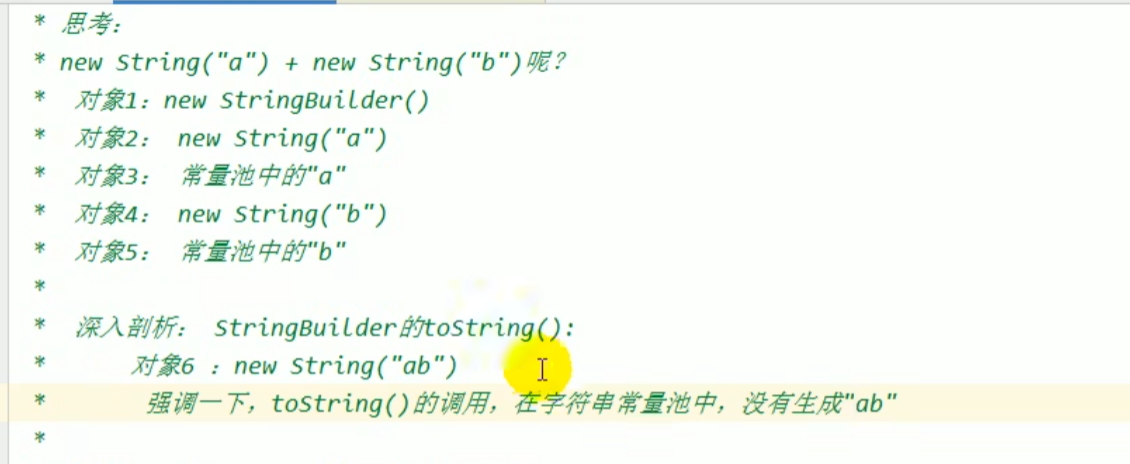 * 思考：
* new String("a") + new String("b")呢？
* 对象1：new StringBuilder()
* 对象2： new String("a")
* 对象3： 常量池中的"a"
* 对象4： new String("b")
* 对象5： 常量池中的"b"
*
* 深入剖析： StringBuilder的toString():
* 对象6 ：new String("ab")
* 强调一下，toString()的调用，在字符串常量池中，没有生成"ab"
*